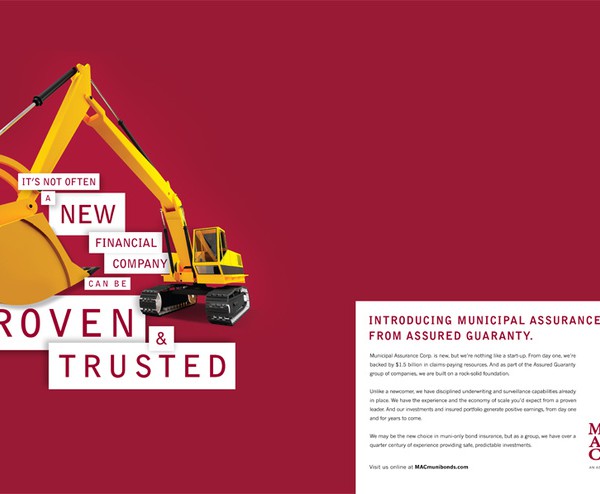 IT'S NOT OFTEN
A
NEW
FINANCIAL
COMPANY
CAN BE
ROVEN
&
TRUSTED
INTRODUCING MUNICIPAL ASSURANCE
FROM ASSURED GUARANTY.
Municipal Assurance Corp. is new, but we're nothing like a start-up. From day one, we're
backed by $1.5 billion in claims-paying resources. And as part of the Assured Guaranty
group of companies, we are built on a rock-solid foundation.
Unlike a newcomer, we have disciplined underwriting and surveillance capabilities already
in place. We have the experience and the economy of scale you'd expect from a proven
leader. And our investments and insured portfolio generate positive earnings, from day one
and for years to come.
We may be the new choice in muni-only bond insurance, but as a group, we have over a
quarter century of experience providing safe, predictable investments.
Visit us online at MACmunibonds.com
M
A
C